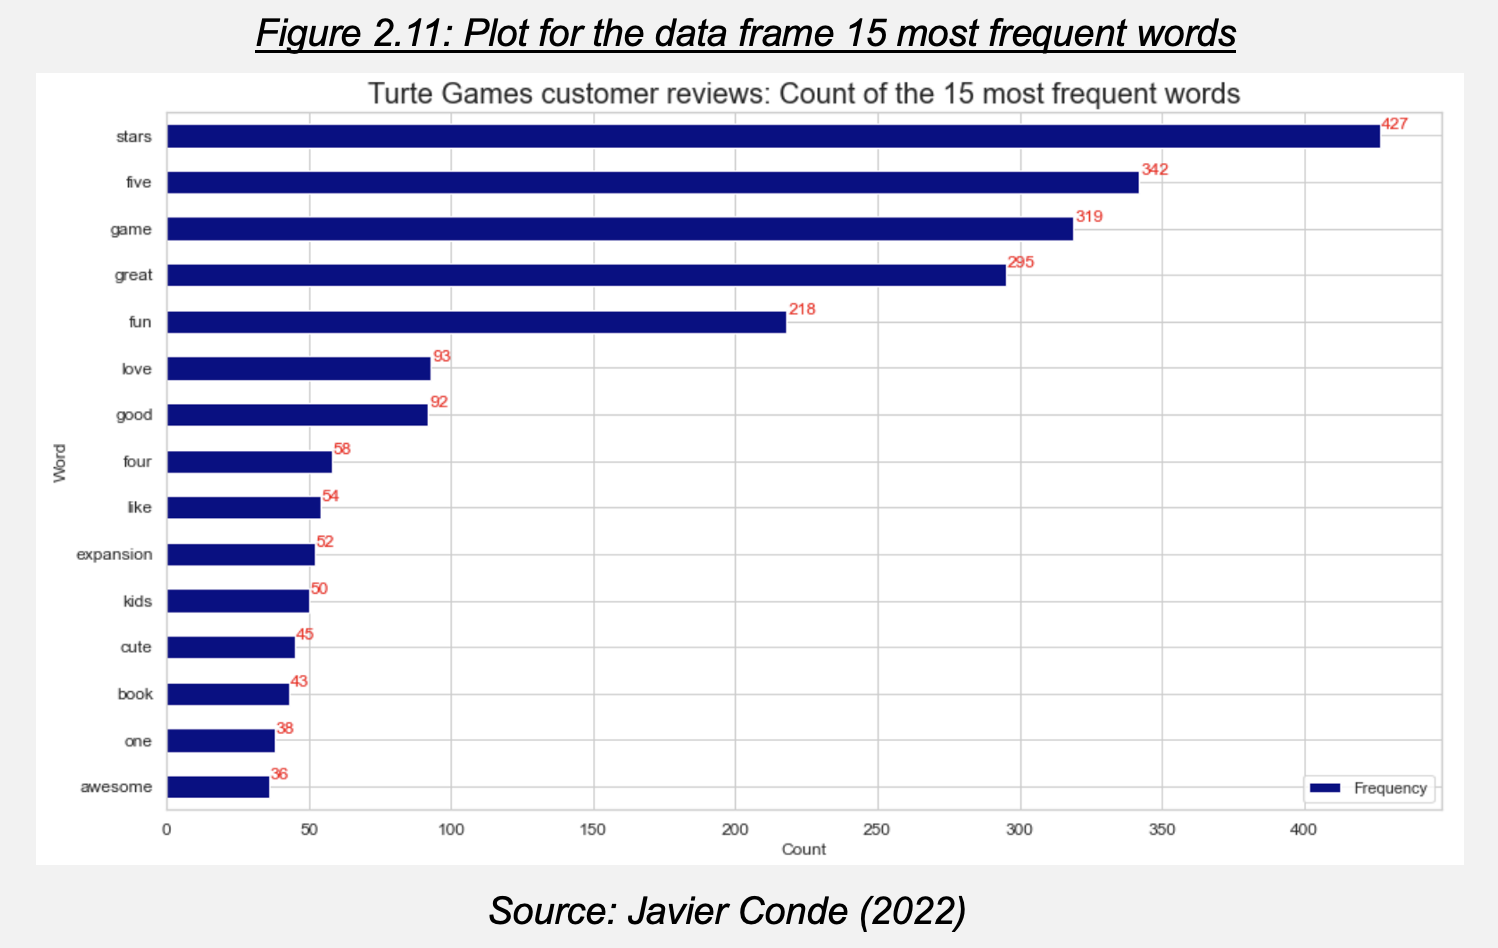 Figure 2.11: Plot for the data frame 15 most frequent words
Turte Games customer reviews: Count of the 15 most frequent words
stars 427
five 342
game 319
great 295
fun 218
love 93
good 92
four 58
like 54
expansion 52
kids 50
cute 45
book 43
one 38
awesome 36
Word
Frequency
0 50 100 150 200 250 300 350 400
Count
Source: Javier Conde (2022)